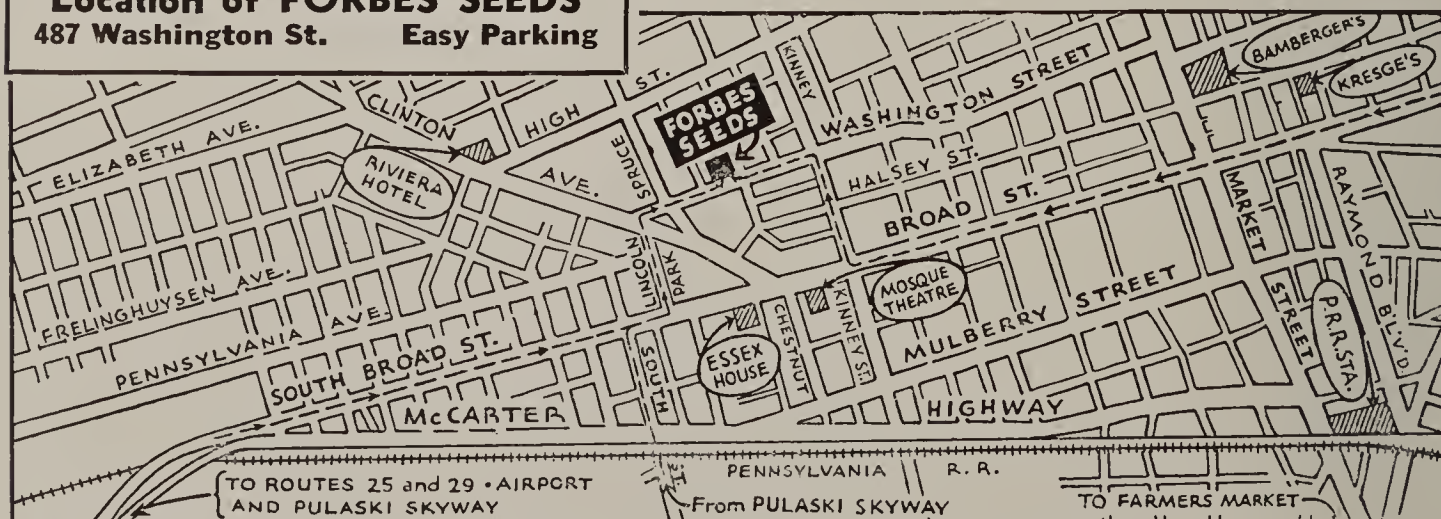 Location of FORBES SEEDS
487 Washington St. Easy Parking
BAMBERGER'S
KRESGE'S
KINNEY
ST.
HIGH
CLINTON
AVE.
ELIZABETH AVE.
RIVIERA
HOTEL
SPRUCE
FORBES
SEEDS
WASHINGTON STREET
HALSEY ST.
BROAD ST.
MARKET
STREET
RAYMOND BL'V'D.
P.R.R. STA.
FRELINGHUYSEN AVE.
PENNSYLVANIA AVE.
LINCOLN
PARK
SOUTH BROAD ST.
SOUTH
ST.
ESSEX
HOUSE
CHESTNUT
KINNEY ST.
MOSQUE
THEATRE
MULBERRY STREET
McCARTER HIGHWAY
PENNSYLVANIA R. R.
TO ROUTES 25 and 29 • AIRPORT
AND PULASKI SKYWAY
From PULASKI SKYWAY
TO FARMERS MARKET